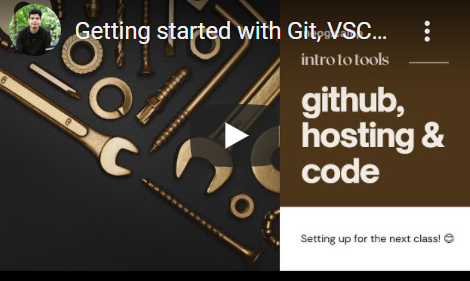 Getting started with Git, VSC...
intro to tools
github,
hosting &
code
Setting up for the next class! 😊